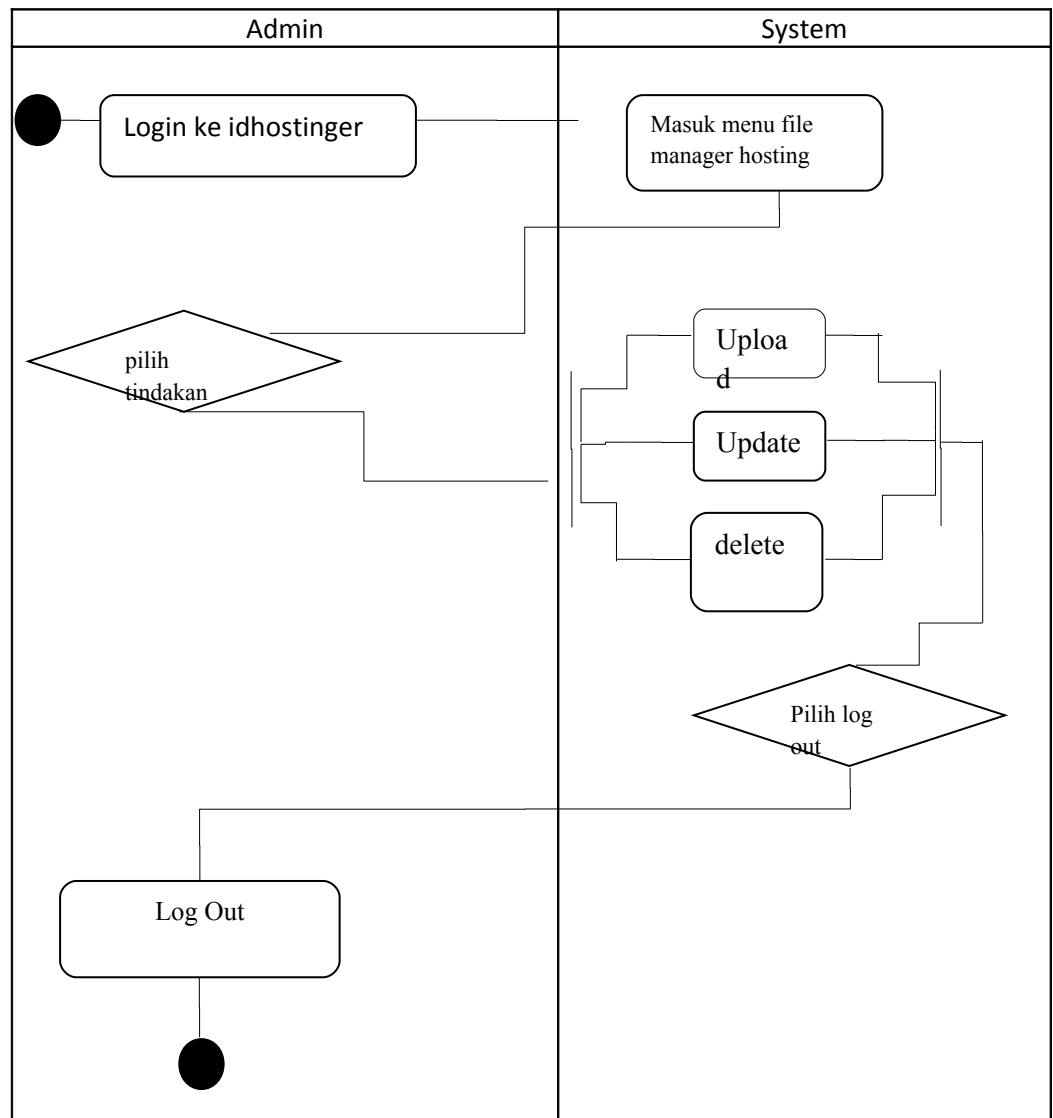 Admin
System
Login ke idhostinger
Masuk menu file
manager hosting
pilih
tindakan
Uploa
d
Update
delete
Pilih log
out
Log Out